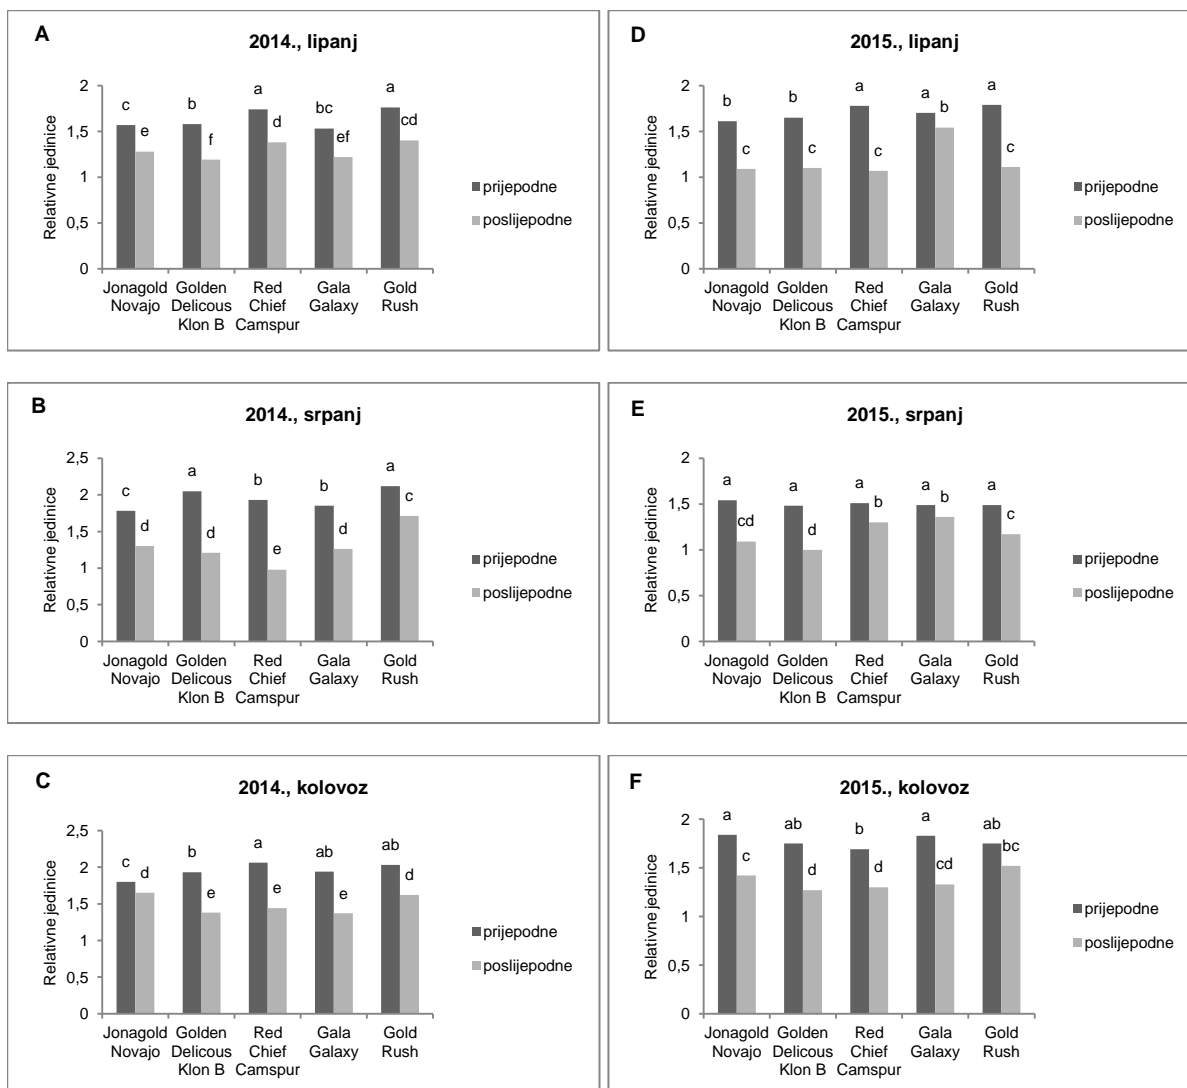 A
2014., lipanj
Relativne jedinice
2
1,5
1
0,5
0
c e b f a d bc ef a cd
Jonagold Novajo
Golden Delicous Klon B
Red Chief Camspur
Gala Galaxy
Gold Rush
prijepodne
poslijepodne
D
2015., lipanj
Relativne jedinice
2
1,5
1
0,5
0
b c b c a c a b a c
Jonagold Novajo
Golden Delicous Klon B
Red Chief Camspur
Gala Galaxy
Gold Rush
prijepodne
poslijepodne
B
2014., srpanj
Relativne jedinice
2,5
2
1,5
1
0,5
0
c d a d b e b d a c
Jonagold Novajo
Golden Delicous Klon B
Red Chief Camspur
Gala Galaxy
Gold Rush
prijepodne
poslijepodne
E
2015., srpanj
Relativne jedinice
2
1,5
1
0,5
0
a cd a d a b a b a c
Jonagold Novajo
Golden Delicous Klon B
Red Chief Camspur
Gala Galaxy
Gold Rush
prijepodne
poslijepodne
C
2014., kolovoz
Relativne jedinice
2,5
2
1,5
1
0,5
0
c d b e a e ab e ab d
Jonagold Novajo
Golden Delicous Klon B
Red Chief Camspur
Gala Galaxy
Gold Rush
prijepodne
poslijepodne
F
2015., kolovoz
Relativne jedinice
2
1,5
1
0,5
0
a c ab d b d a cd ab bc
Jonagold Novajo
Golden Delicous Klon B
Red Chief Camspur
Gala Galaxy
Gold Rush
prijepodne
poslijepodne